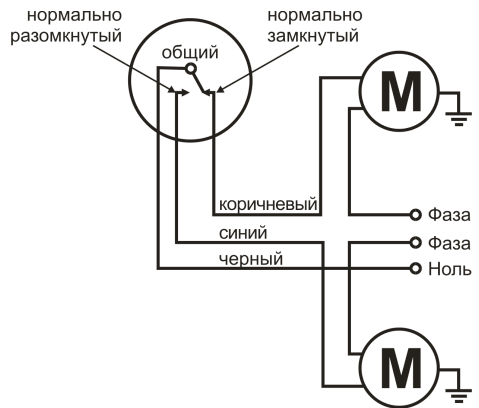 нормально
разомкнутый
нормально
замкнутый
общий
М
коричневый
Фаза
синий
Фаза
черный
Ноль
М